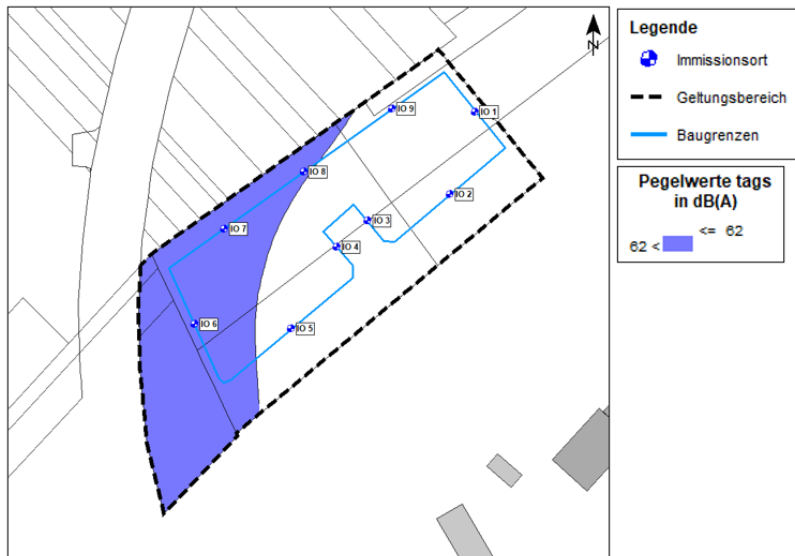 N
IO 1
IO 9
IO 8
IO 2
IO 3
IO 7
IO 4
IO 6
IO 5
Legende
Immissionsort
Geltungsbereich
Baugrenzen
Pegelwerte tags
in dB(A)
<= 62
62 <